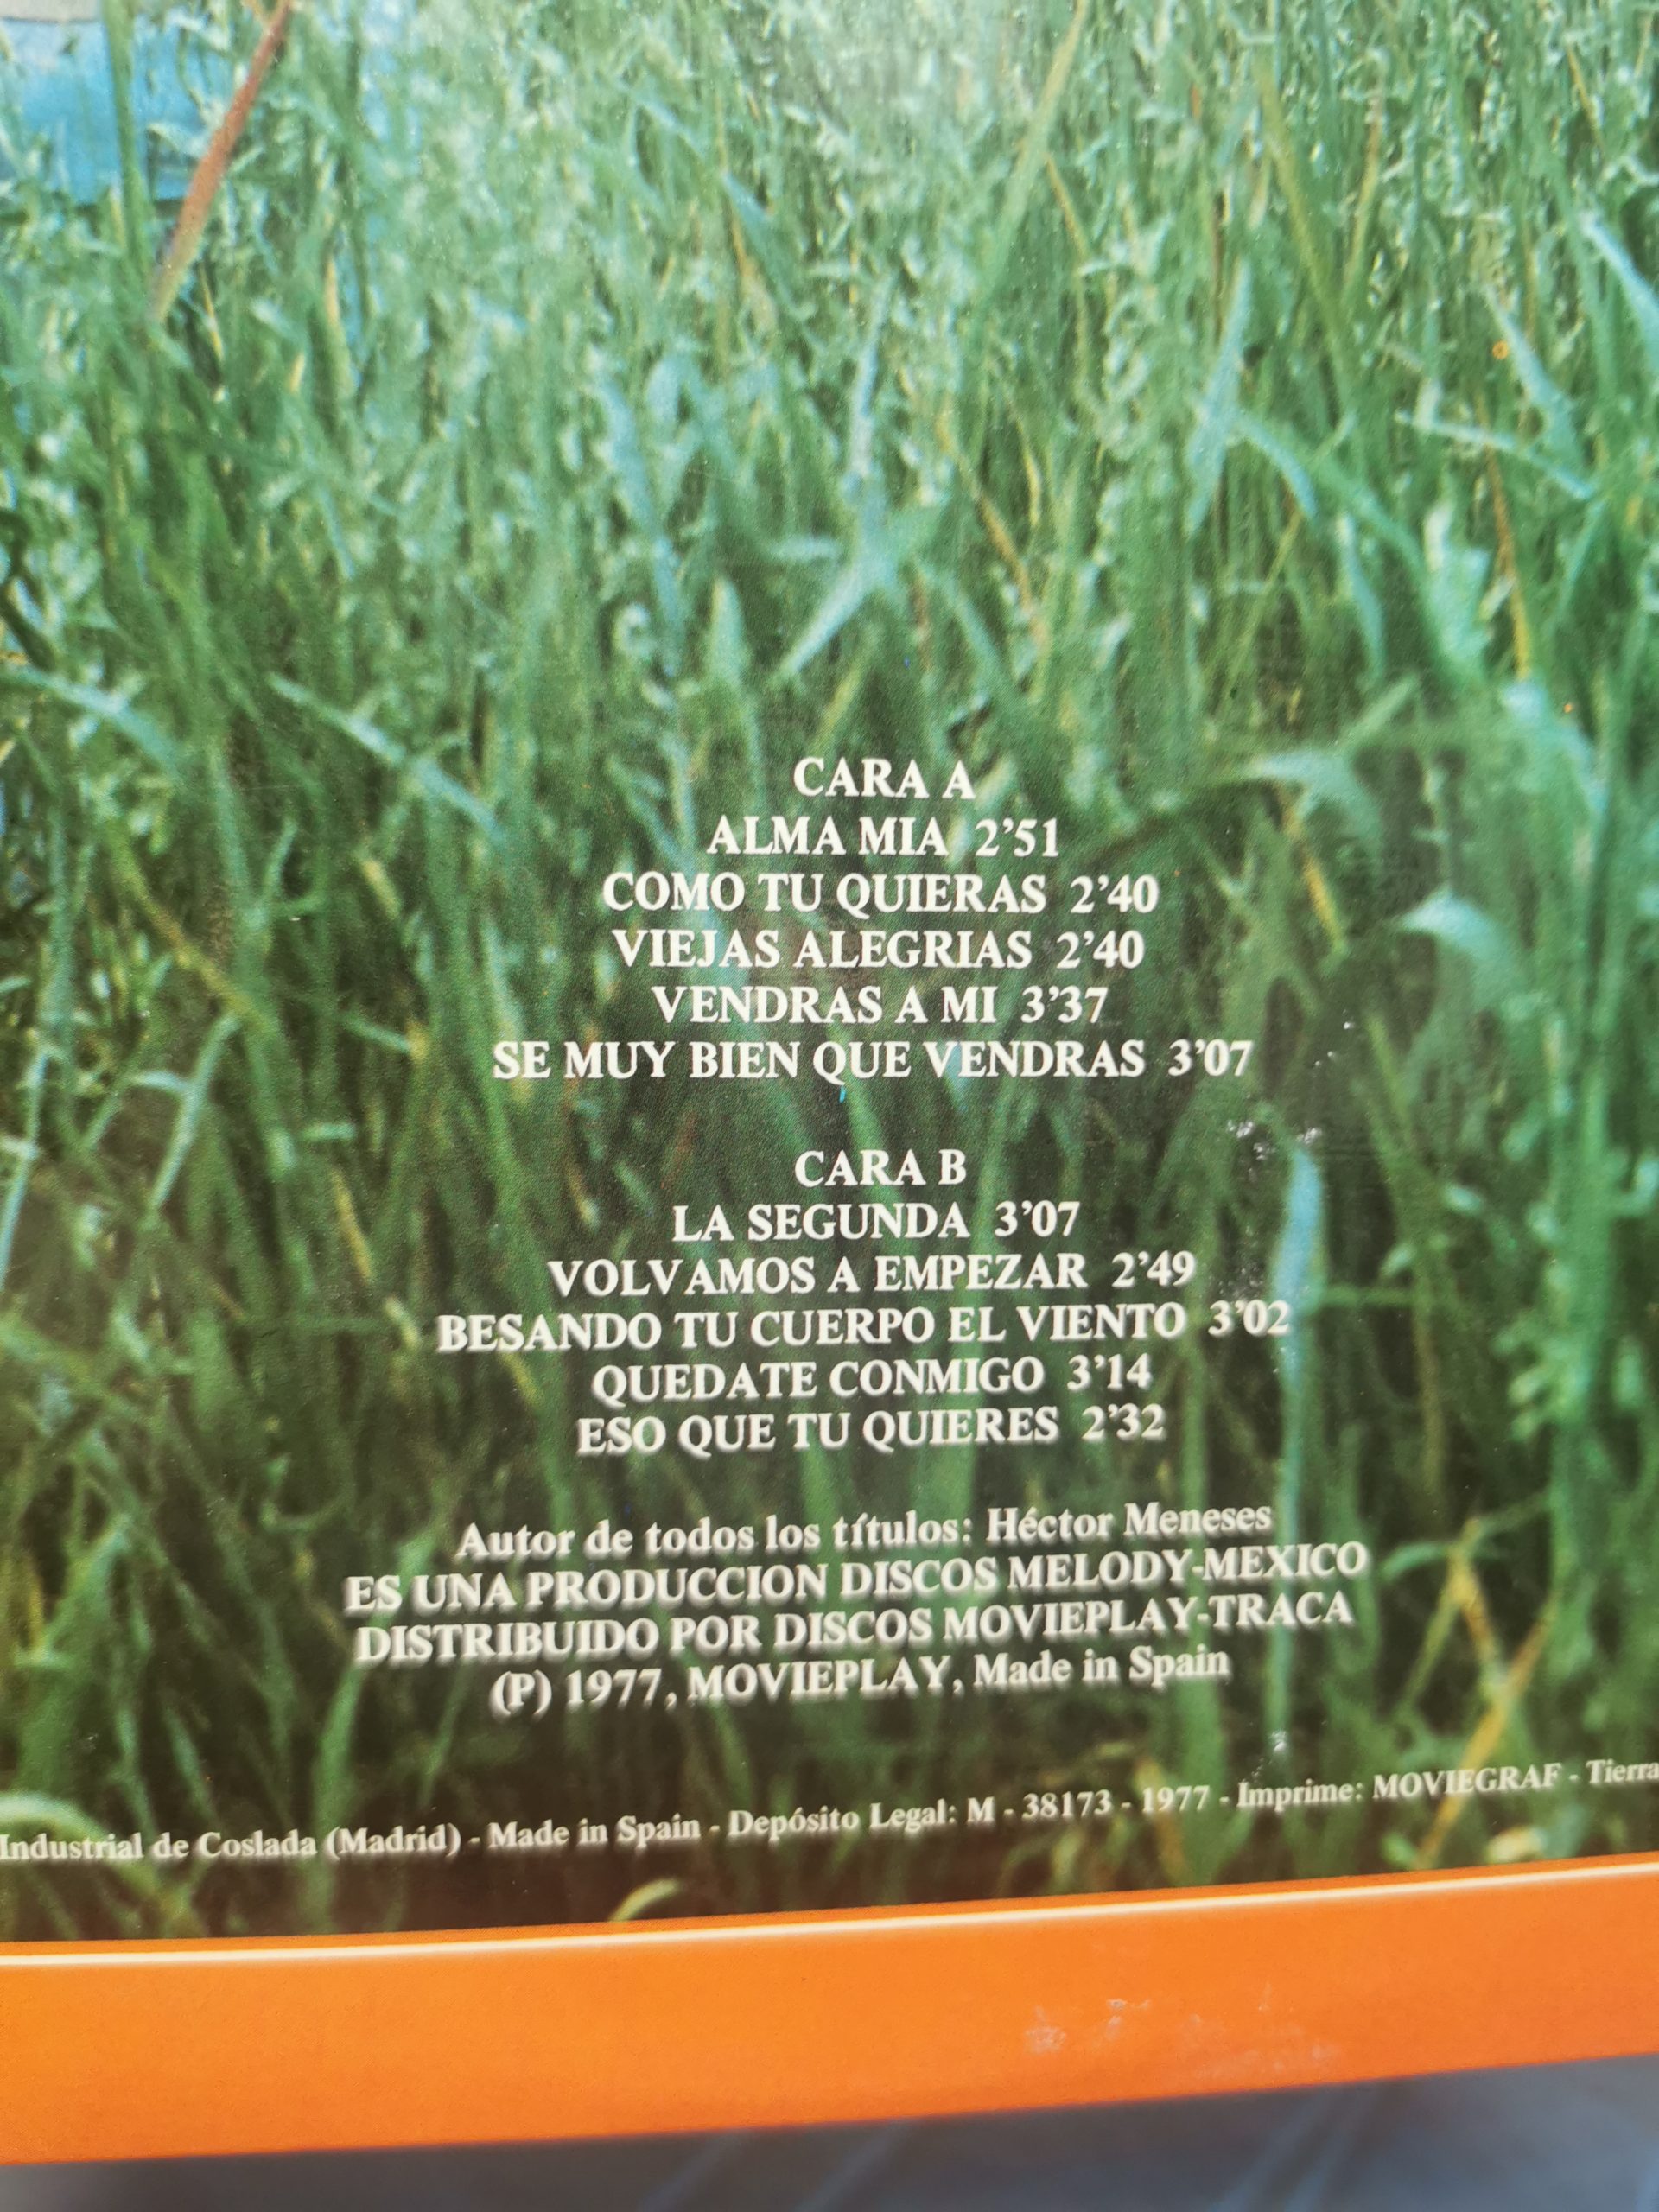 CARA A
ALMA MIA 2'51
COMO TU QUIERAS 2'40
VIEJAS ALEGRIAS 2'40
VENDRAS A MI 3'37
SE MUY BIEN QUE VENDRAS 3'07
CARA B
LA SEGUNDA 3'07
VOLVAMOS A EMPEZAR 2'49
BESANDO TU CUERPO EL VIENTO 3'02
QUEDATE CONMIGO 3'14
ESO QUE TU QUIERES 2'32
Autor de todos los títulos: Héctor Meneses
ES UNA PRODUCCION DISCOS MELODY-MEXICO
DISTRIBUIDO POR DISCOS MOVIEPLAY-TRACA
(P) 1977, MOVIEPLAY, Made in Spain
Industrial de Coslada (Madrid) - Made in Spain - Depósito Legal: M - 38173 - 1977 - Imprime: MOVIEGRAF - Tierra